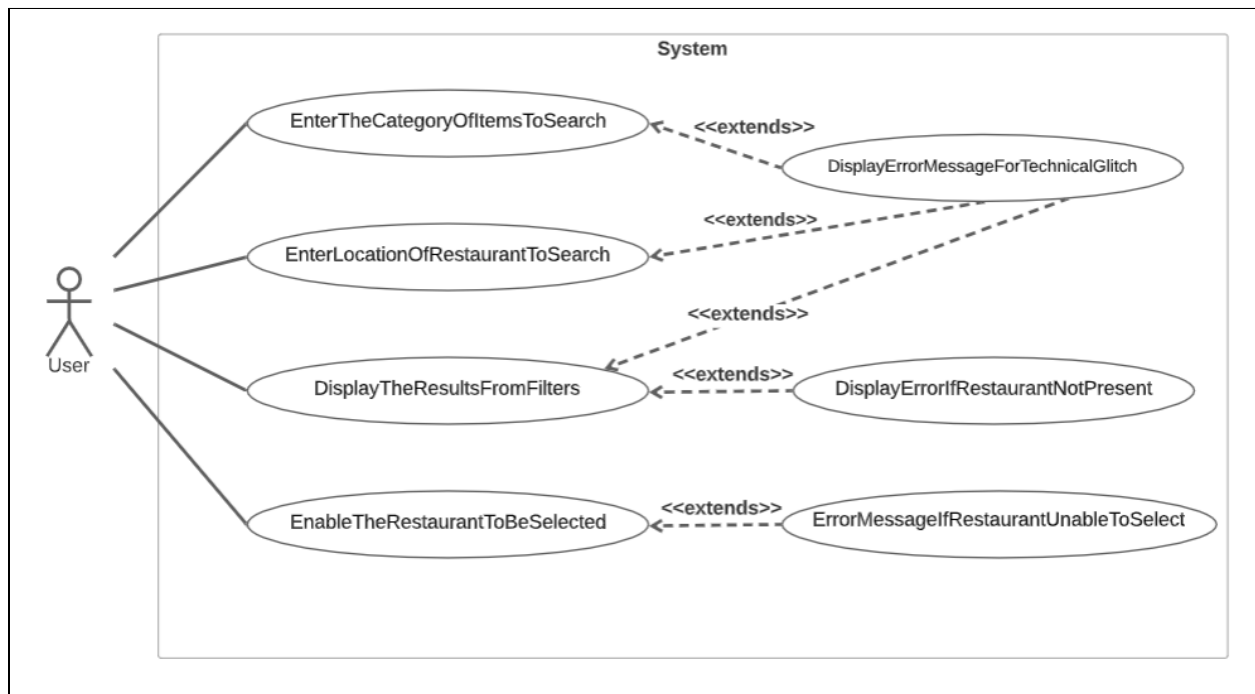 System
EnterTheCategoryOfItemsToSearch
<<extends>>
DisplayErrorMessageForTechnicalGlitch
<<extends>>
EnterLocationOfRestaurantToSearch
<<extends>>
User
DisplayTheResultsFromFilters
<<extends>>
DisplayErrorIfRestaurantNotPresent
EnableTheRestaurantToBeSelected
<<extends>>
ErrorMessageIfRestaurantUnableToSelect